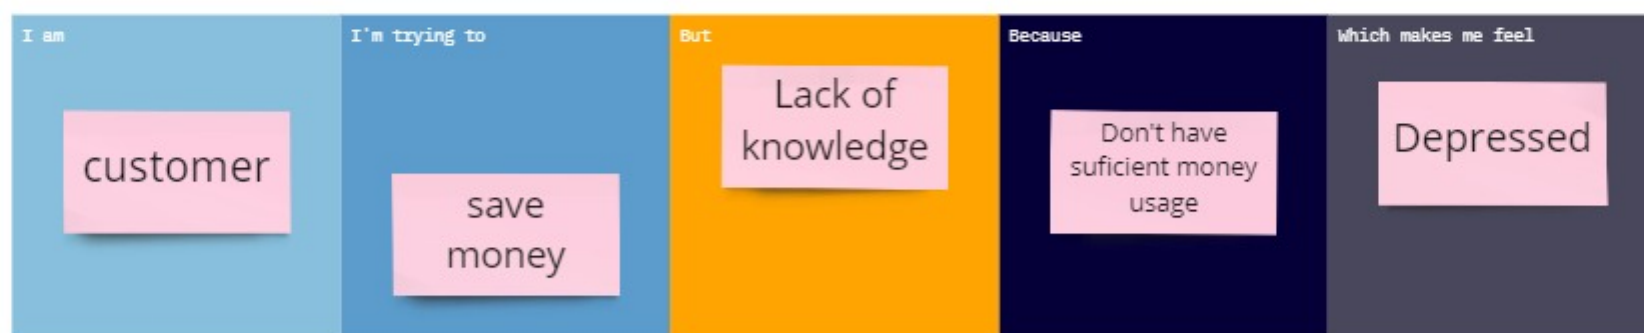 I am
customer
I'm trying to
save
money
But
Lack of
knowledge
Because
Don't have
suficient money
usage
Which makes me feel
Depressed